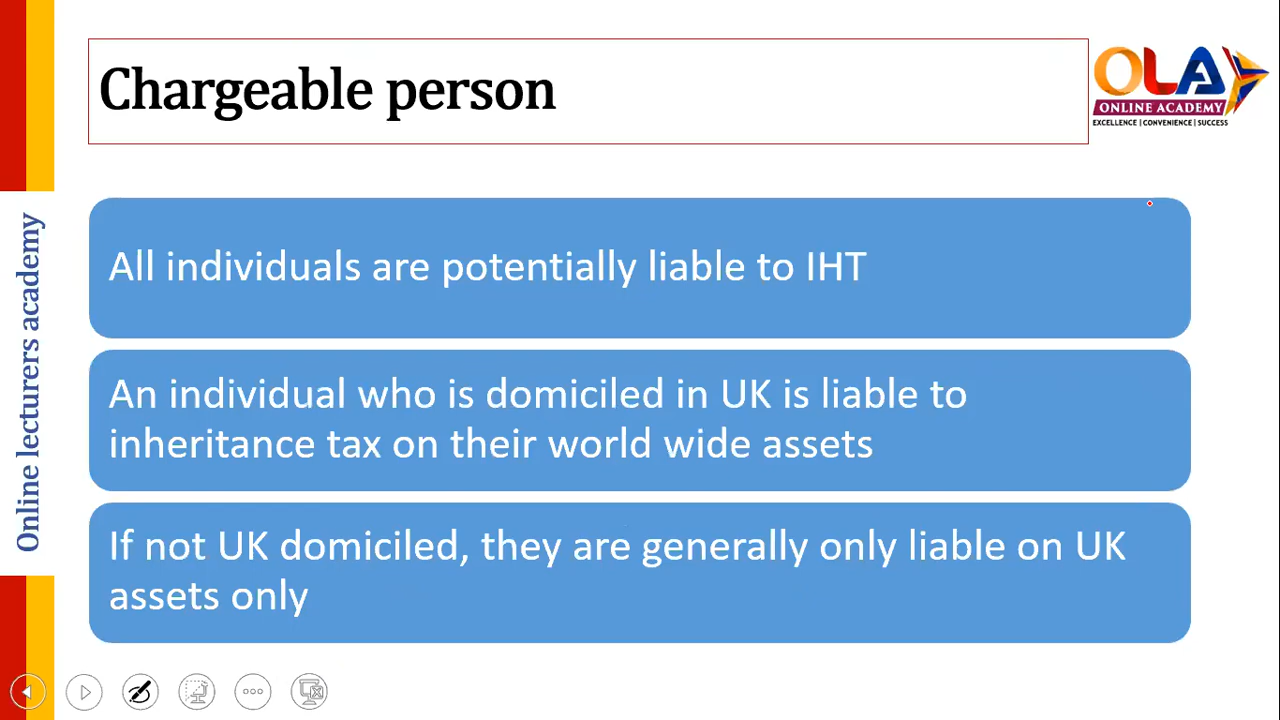 Chargeable person
OLA
ONLINE ACADEMY
EXCELLENCE | CONVENIENCE | SUCCESS
Online lecturers academy
All individuals are potentially liable to IHT
An individual who is domiciled in UK is liable to
inheritance tax on their world wide assets
If not UK domiciled, they are generally only liable on UK
assets only